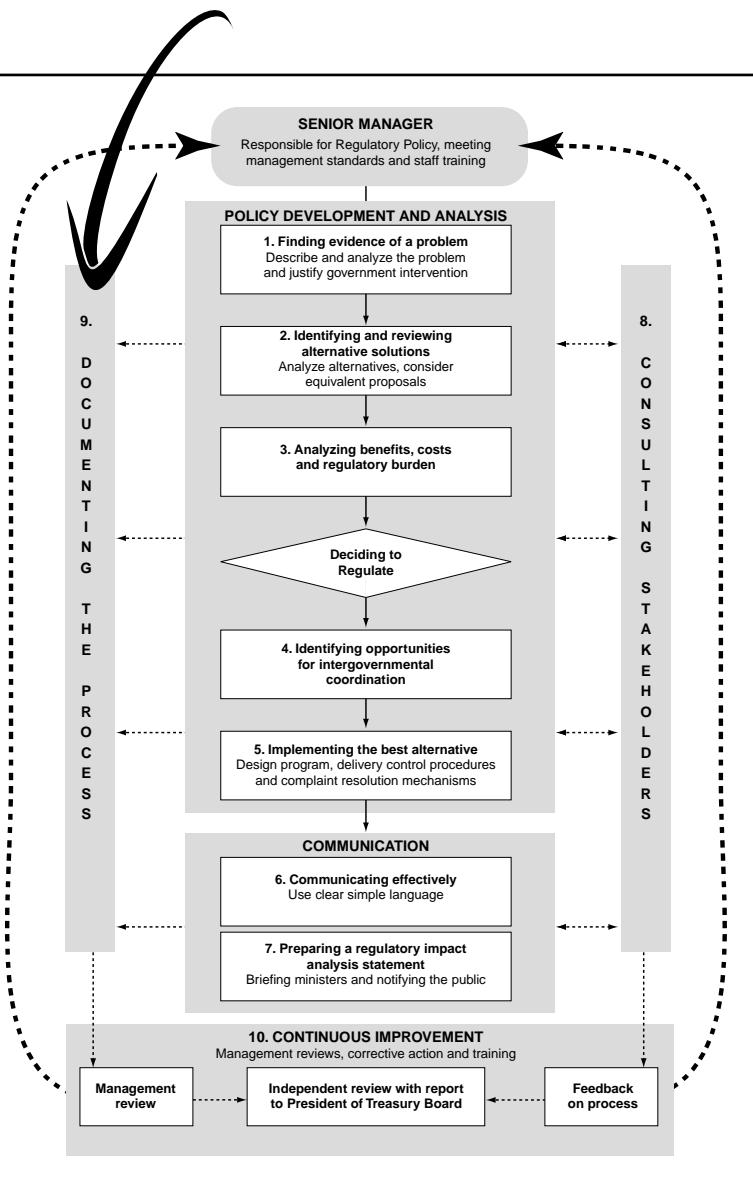 SENIOR MANAGER
Responsible for Regulatory Policy, meeting
management standards and staff training
POLICY DEVELOPMENT AND ANALYSIS
1. Finding evidence of a problem
Describe and analyze the problem
and justify government intervention
2. Identifying and reviewing
alternative solutions
Analyze alternatives, consider
equivalent proposals
3. Analyzing benefits, costs
and regulatory burden
Deciding to
Regulate
4. Identifying opportunities
for intergovernmental
coordination
5. Implementing the best alternative
Design program, delivery control procedures
and complaint resolution mechanisms
9. DOCUMENTING THE PROCESS
8. CONSULTING STAKEHOLDERS
COMMUNICATION
6. Communicating effectively
Use clear simple language
7. Preparing a regulatory impact
analysis statement
Briefing ministers and notifying the public
10. CONTINUOUS IMPROVEMENT
Management reviews, corrective action and training
Management
review
Independent review with report
to President of Treasury Board
Feedback
on process